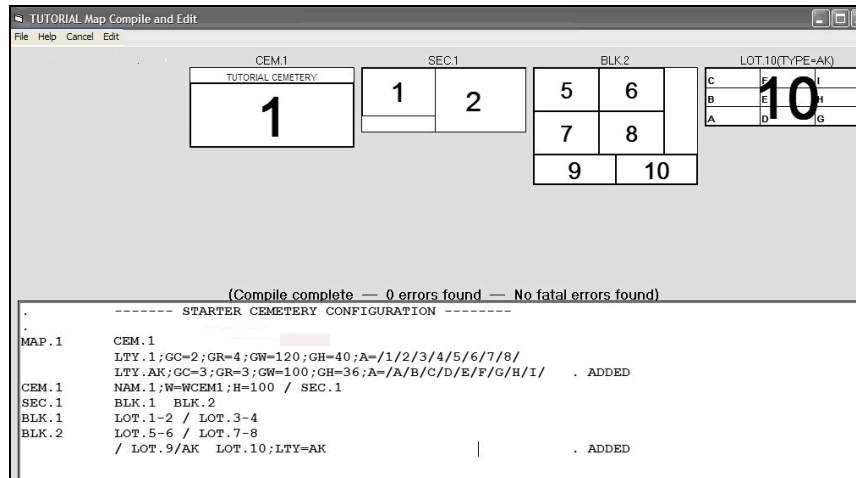 TUTORIAL Map Compile and Edit
File Help Cancel Edit
CEM.1 SEC.1 BLK.2 LOT.10(TYPE=AK)
TUTORIAL CEMETERY
1
1 2
5 6
7 8
9 10
C F I
B E H
A D G
10
(Compile complete — 0 errors found — No fatal errors found)
. ------- STARTER CEMETERY CONFIGURATION --------
.
MAP.1 CEM.1
LTY.1;GC=2;GR=4;GW=120;GH=40;A=/1/2/3/4/5/6/7/8/
LTY.AK;GC=3;GR=3;GW=100;GH=36;A=/A/B/C/D/E/F/G/H/I/ . ADDED
CEM.1 NAM.1;W=WCEM1;H=100 / SEC.1
SEC.1 BLK.1 BLK.2
BLK.1 LOT.1-2 / LOT.3-4
BLK.2 LOT.5-6 / LOT.7-8
/ LOT.9/AK LOT.10;LTY=AK . ADDED